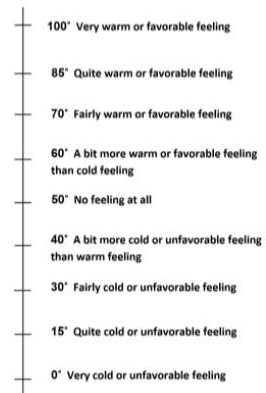 100° Very warm or favorable feeling
85° Quite warm or favorable feeling
70° Fairly warm or favorable feeling
60° A bit more warm or favorable feeling
than cold feeling
50° No feeling at all
40° A bit more cold or unfavorable feeling
than warm feeling
30° Fairly cold or unfavorable feeling
15° Quite cold or unfavorable feeling
0° Very cold or unfavorable feeling